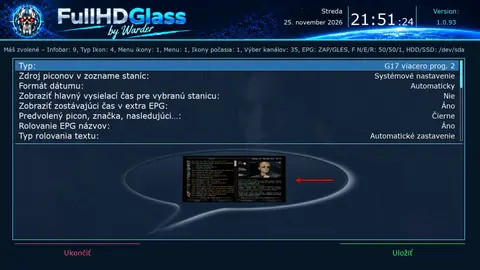 FullHDGlass
by Warder
Streda
25. november 2026
21:51:24
Version:
1.0.93
Máš zvolené – Infobar: 9, Typ Ikon: 4, Menu ikony: 1, Menu: 1, Ikony počasia: 1, Výber kanálov: 35, EPG: ZAP/GLES, F N/E/R: 50/50/1, HDD/SSD: /dev/sda
Typ: G17 viacero prog. 2
Zdroj piconov v zozname staníc: Systémové nastavenie
Formát dátumu: Automaticky
Zobraziť hlavný vysielací čas pre vybranú stanicu: Nie
Zobraziť zostávajúci čas v extra EPG: Áno
Predvolený picon, značka, nasledujúci...: Čierne
Rolovanie EPG názvov: Áno
Typ rolovania textu: Automatické zastavenie
Ukončiť
Uložiť